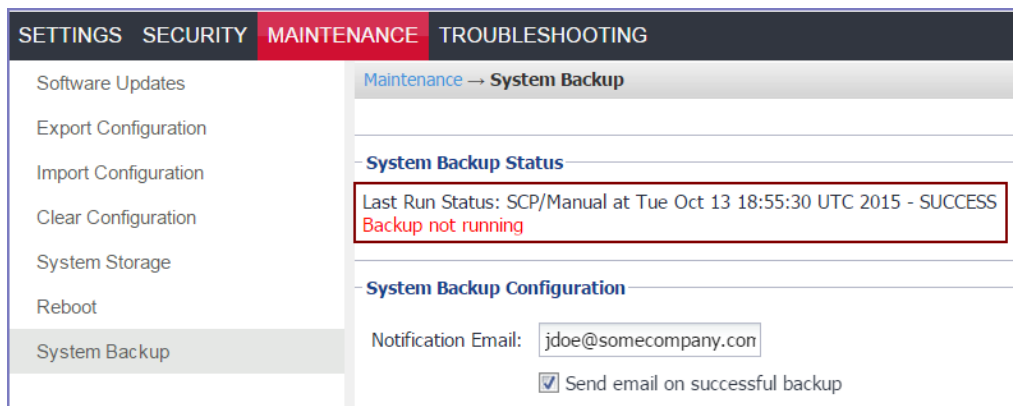 SETTINGS SECURITY MAINTENANCE TROUBLESHOOTING
Software Updates
Export Configuration
Import Configuration
Clear Configuration
System Storage
Reboot
System Backup
Maintenance → System Backup
System Backup Status
Last Run Status: SCP/Manual at Tue Oct 13 18:55:30 UTC 2015 - SUCCESS
Backup not running
System Backup Configuration
Notification Email: jdoe@somecompany.com
Send email on successful backup